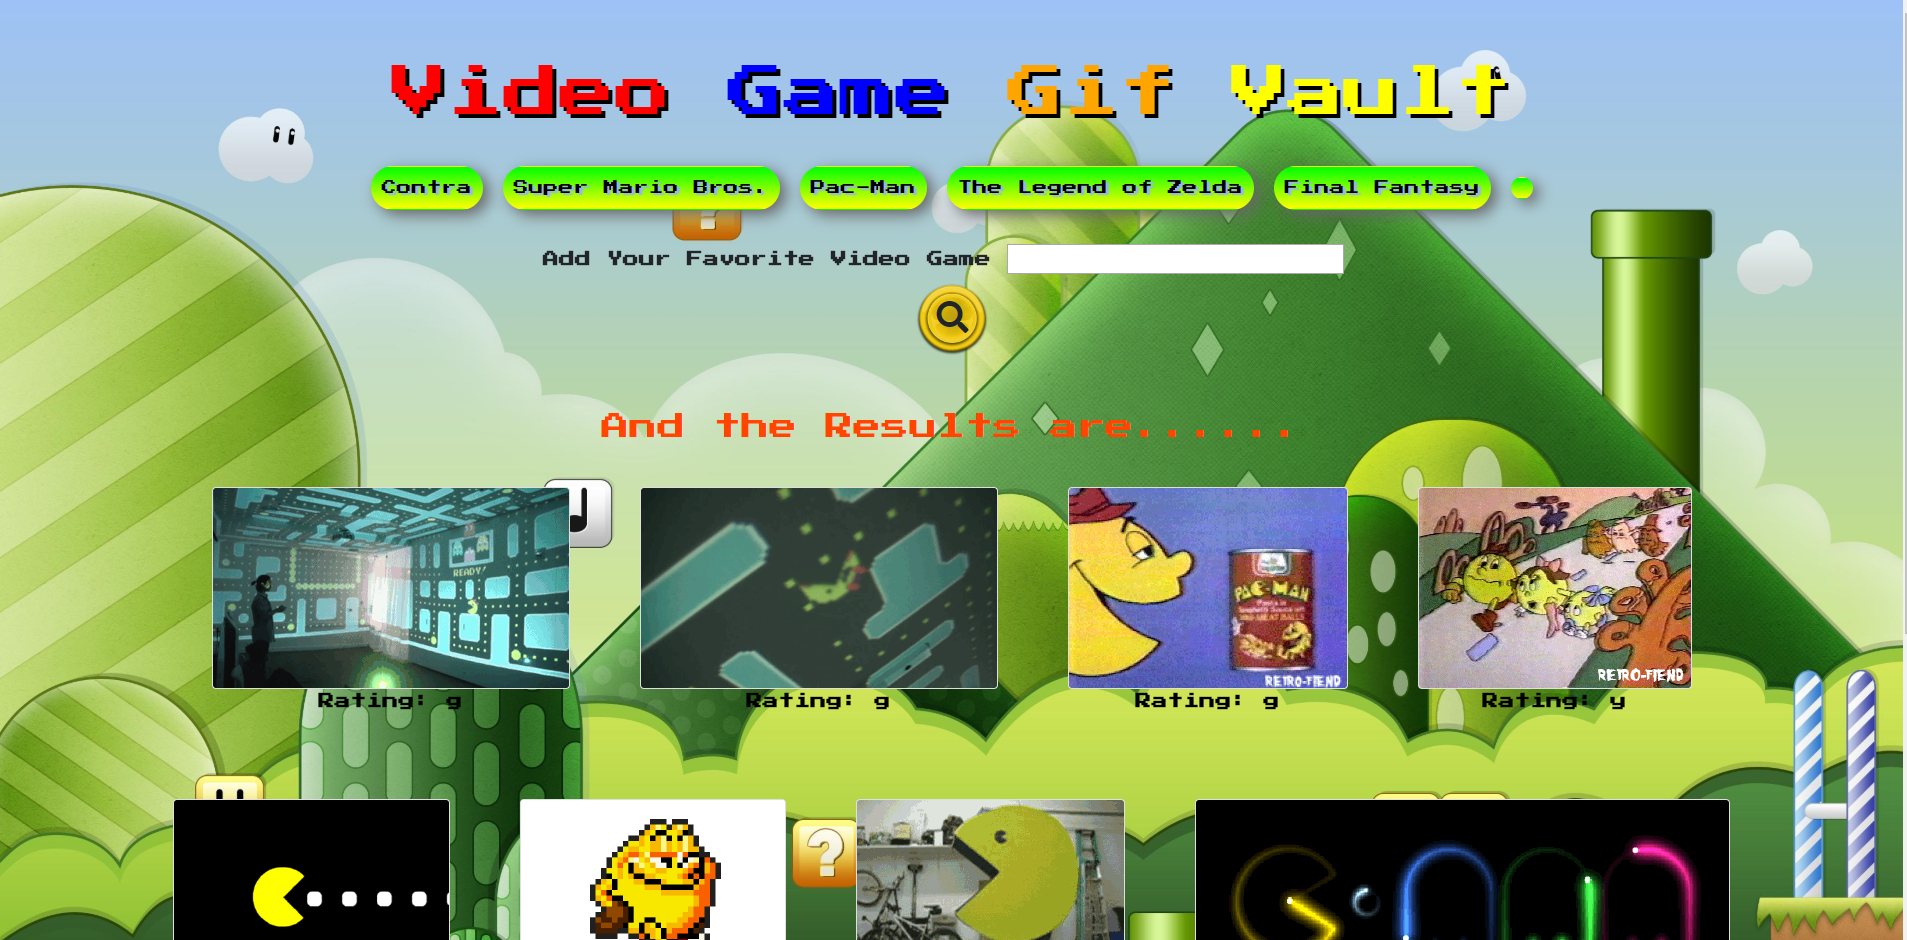 Video Game Gif Vault
Contra
Super Mario Bros.
Pac-Man
The Legend of Zelda
Final Fantasy
?
Add Your Favorite Video Game
And the Results are......
READY!
PAC-MAN
RETRO-FIEND
RETRO-FIEND
Rating: g
Rating: g
Rating: g
Rating: y
?